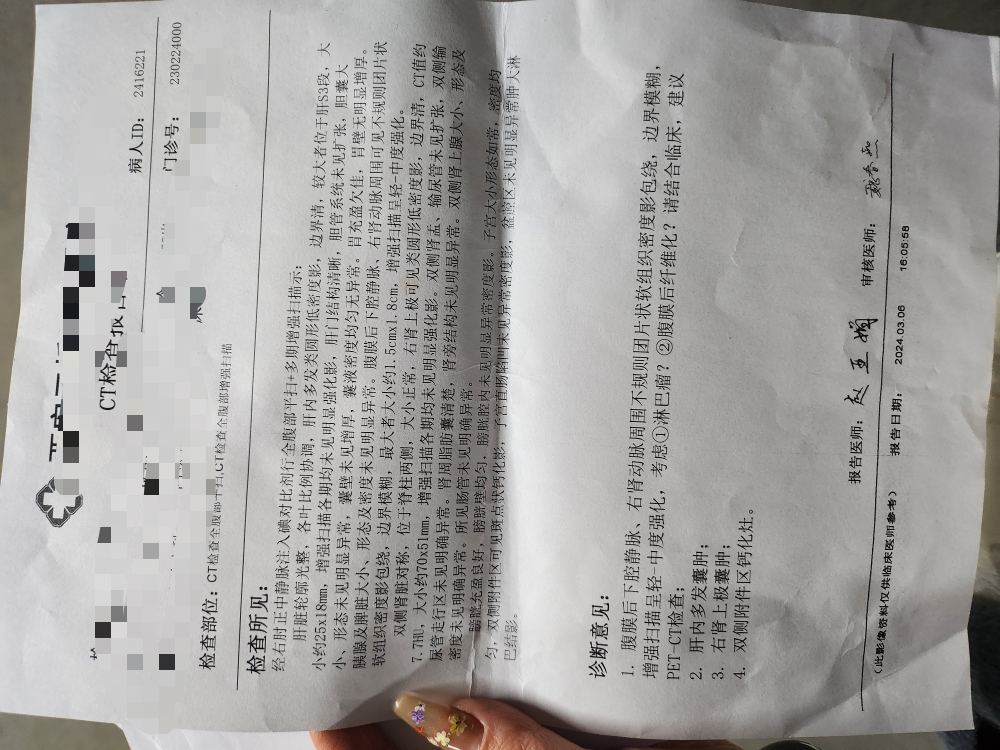 CT检查报告
病人ID： 2416221
门诊号： 230224000
检查部位：CT检查全腹部平扫,CT检查全腹部增强扫描
检查所见：
经右肘正中静脉注入碘对比剂行全腹部平扫+多期增强扫描示：
肝脏轮廓光整，各叶比例协调，肝内多发类圆形低密度影，边界清，较大者位于肝S3段，大
小约25x18mm，增强扫描各期均未见明显强化影，肝门结构清晰，胆管系统未见扩张，胆囊大
小、形态未见明显异常，囊壁未见增厚，囊液密度均匀无异常。胃充盈欠佳，胃壁无明显增厚。
胰腺及脾脏大小、形态及密度未见明显异常。腹膜后下腔静脉、右肾动脉周围可见不规则团片状
软组织密度影包绕，边界模糊，最大者大小约1.5cmx1.8cm，增强扫描呈轻-中度强化。
双侧肾脏对称，位于脊柱两侧，大小正常，右肾上极可见类圆形低密度影，边界清，CT值约
7.7HU，大小约70x51mm，增强扫描各期均未见明显强化影。双侧肾盂、输尿管未见扩张，双侧输
尿管走行区未见明确异常。肾周脂肪囊清楚，肾旁结构未见明显异常。双侧肾上腺大小、形态及
密度未见明确异常。所见肠管未见明确异常。
膀胱充盈良好，膀胱壁均匀，膀胱腔内未见明显异常密度影。子宫大小形态如常，密度均
匀，双侧附件区可见斑点状钙化影，子宫直肠陷凹未见异常密度影，盆腔区未见明显异常肿大淋
巴结影。
诊断意见：
1. 腹膜后下腔静脉、右肾动脉周围不规则团片状软组织密度影包绕，边界模糊，
增强扫描呈轻-中度强化，考虑①淋巴瘤？②腹膜后纤维化？请结合临床，建议
PET-CT检查；
2. 肝内多发囊肿；
3. 右肾上极囊肿；
4. 双侧附件区钙化灶。
报告医师： 赵亚娟 审核医师：
(此影像资料仅供临床医师参考) 报告日期： 2024.03.06 16:05:58